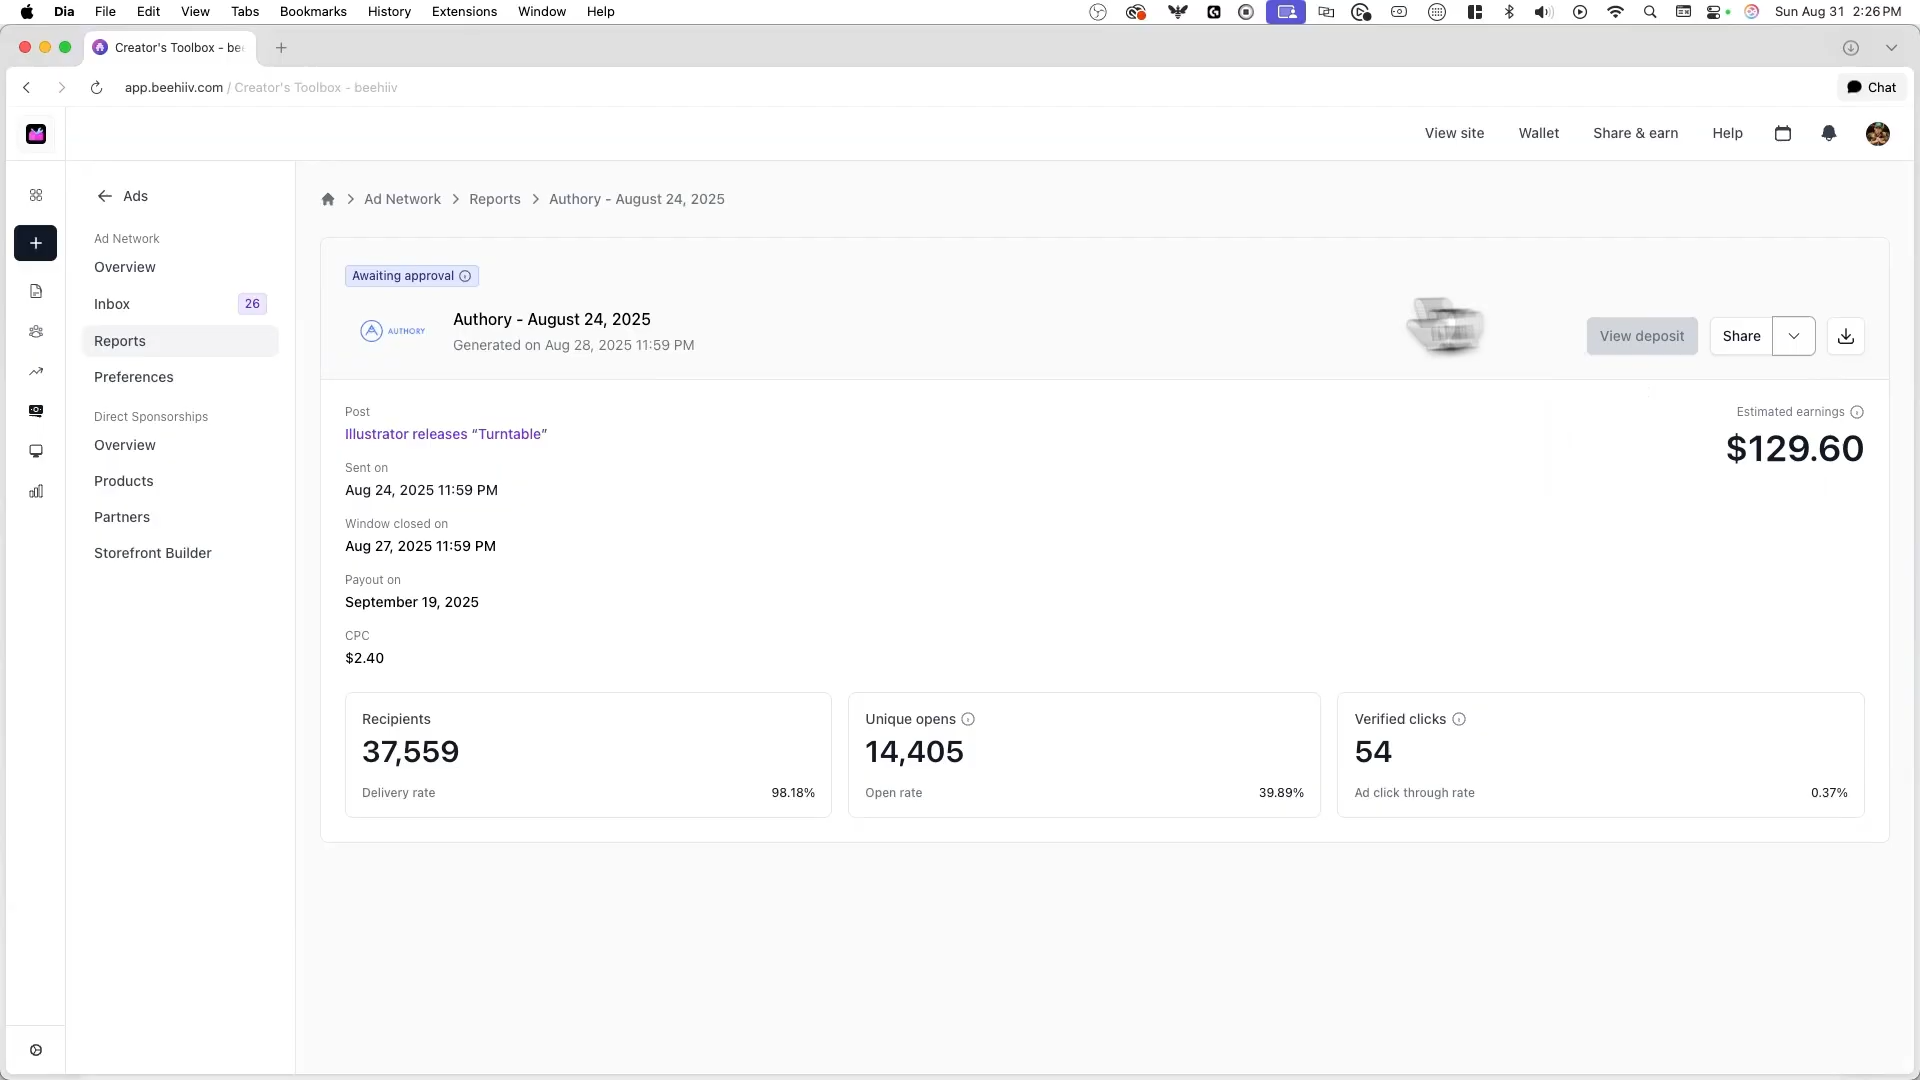 Dia File Edit View Tabs Bookmarks History Extensions Window Help Sun Aug 31 2:26 PM
Creator's Toolbox - bee
app.beehiiv.com / Creator's Toolbox - beehiiv
Chat
View site Wallet Share & earn Help
Ads
Ad Network
Overview
Inbox 26
Reports
Preferences
Direct Sponsorships
Overview
Products
Partners
Storefront Builder
Ad Network Reports Authory - August 24, 2025
Awaiting approval
AUTHORY
Authory - August 24, 2025
Generated on Aug 28, 2025 11:59 PM
View deposit Share
Post
Illustrator releases “Turntable”
Sent on
Aug 24, 2025 11:59 PM
Window closed on
Aug 27, 2025 11:59 PM
Payout on
September 19, 2025
CPC
$2.40
Estimated earnings
$129.60
Recipients
37,559
Delivery rate 98.18%
Unique opens
14,405
Open rate 39.89%
Verified clicks
54
Ad click through rate 0.37%